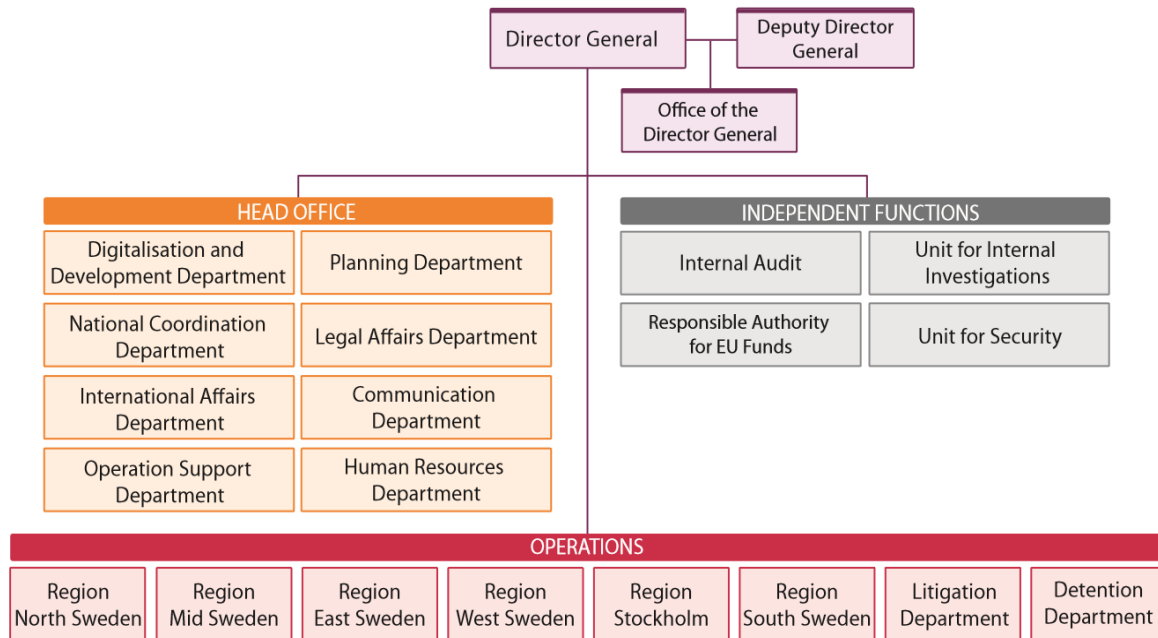 Director General
Deputy Director
General
Office of the
Director General
HEAD OFFICE
Digitalisation and
Development Department
Planning Department
National Coordination
Department
Legal Affairs Department
International Affairs
Department
Communication
Department
Operation Support
Department
Human Resources
Department
INDEPENDENT FUNCTIONS
Internal Audit
Unit for Internal
Investigations
Responsible Authority
for EU Funds
Unit for Security
OPERATIONS
Region
North Sweden
Region
Mid Sweden
Region
East Sweden
Region
West Sweden
Region
Stockholm
Region
South Sweden
Litigation
Department
Detention
Department